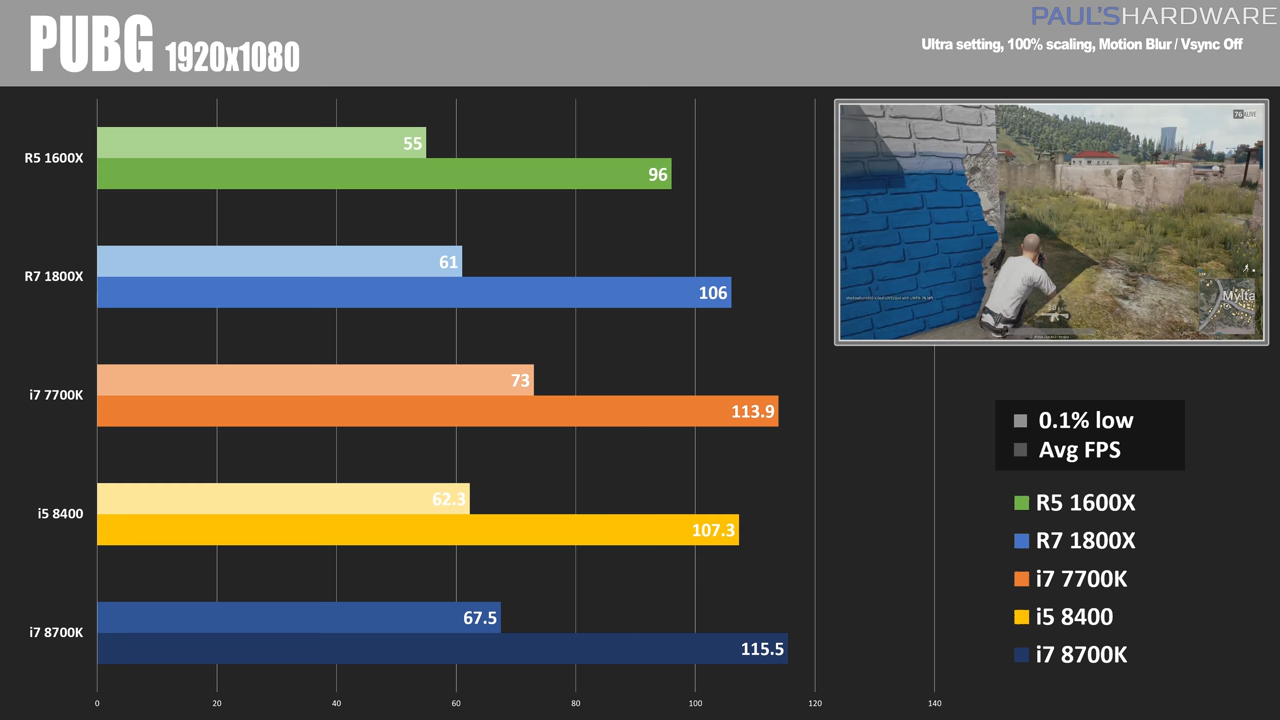 PUBG 1920x1080
PAUL'SHARDWARE
Ultra setting, 100% scaling, Motion Blur / Vsync Off
R5 1600X
55
96
R7 1800X
61
106
i7 7700K
73
113.9
i5 8400
62.3
107.3
i7 8700K
67.5
115.5
0
20
40
60
80
100
120
140
76 ALIVE
Mylta
0.1% low
Avg FPS
R5 1600X
R7 1800X
i7 7700K
i5 8400
i7 8700K